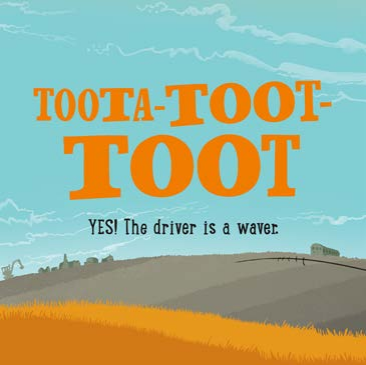 TOOTA-TOOT-
TOOT
YES! The driver is a waver.